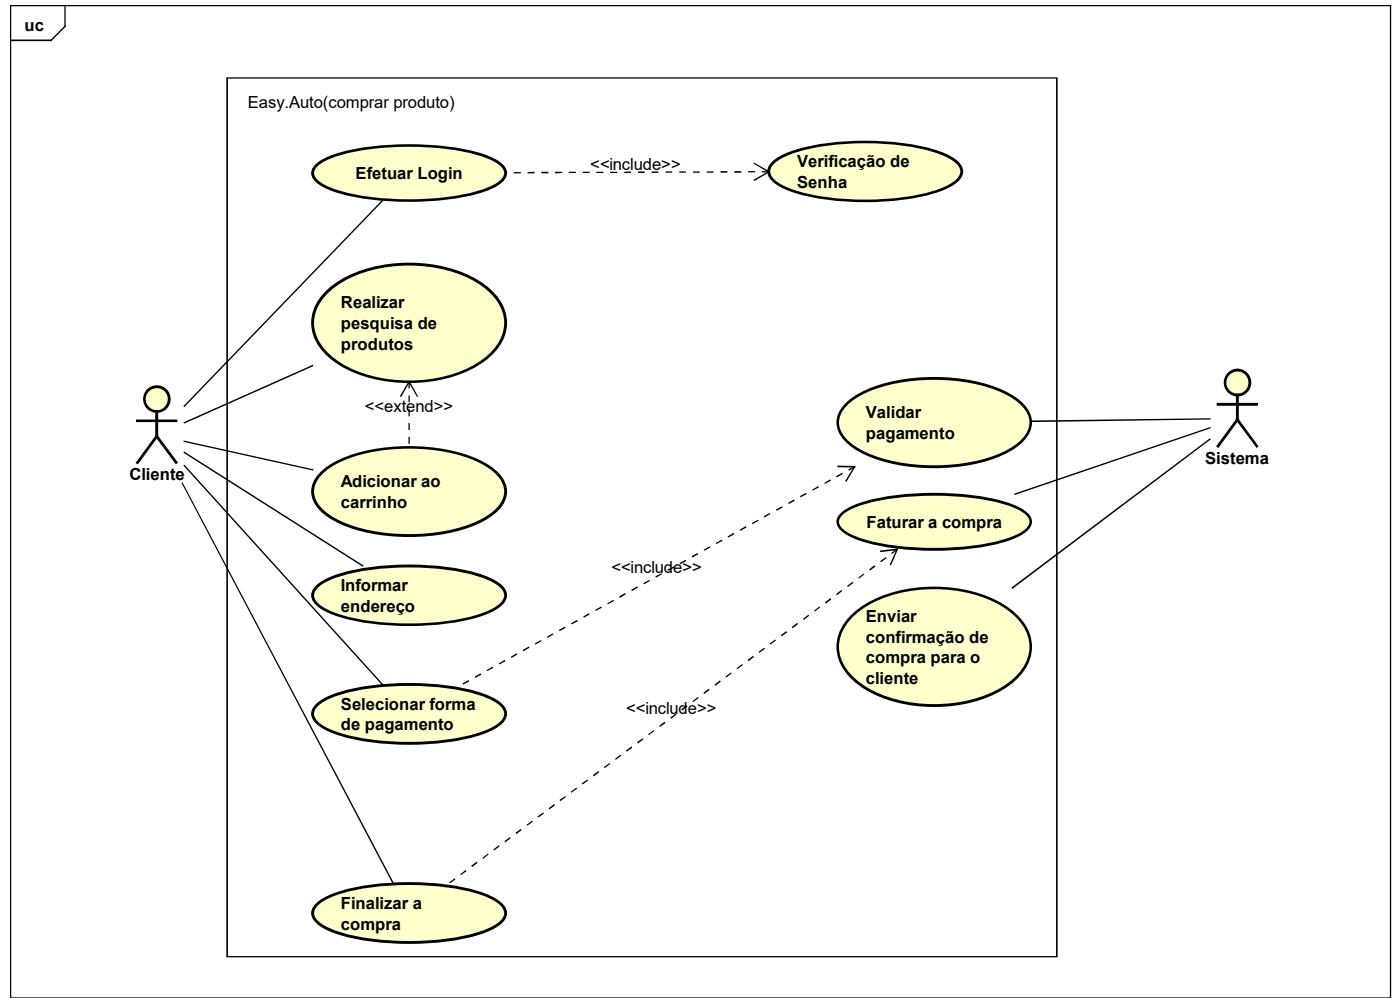 uc
Easy.Auto(comprar produto)
Efetuar Login
<<include>>
Verificação de
Senha
Realizar
pesquisa de
produtos
<<extend>>
Adicionar ao
carrinho
Validar
pagamento
Cliente
Sistema
Faturar a compra
<<include>>
Informar
endereço
Enviar
confirmação de
compra para o
cliente
Selecionar forma
de pagamento
<<include>>
Finalizar a
compra